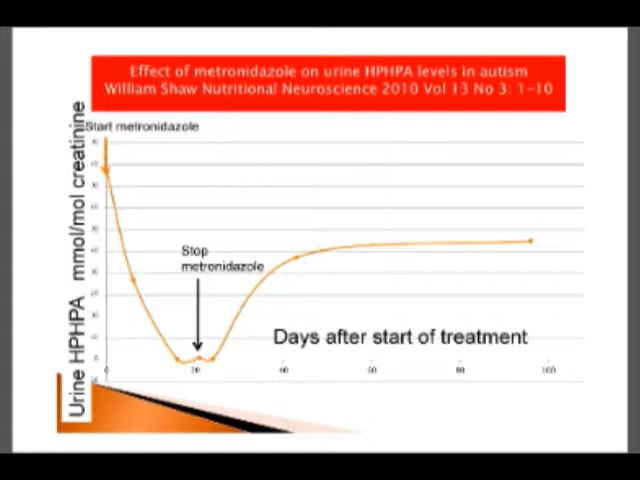 Effect of metronidazole on urine HPHPA levels in autism
William Shaw Nutritional Neuroscience 2010 Vol 13 No 3: 1-10
Start metronidazole
Urine HPHPA mmol/mol creatinine
Stop
metronidazole
Days after start of treatment
0
20
40
60
80
100